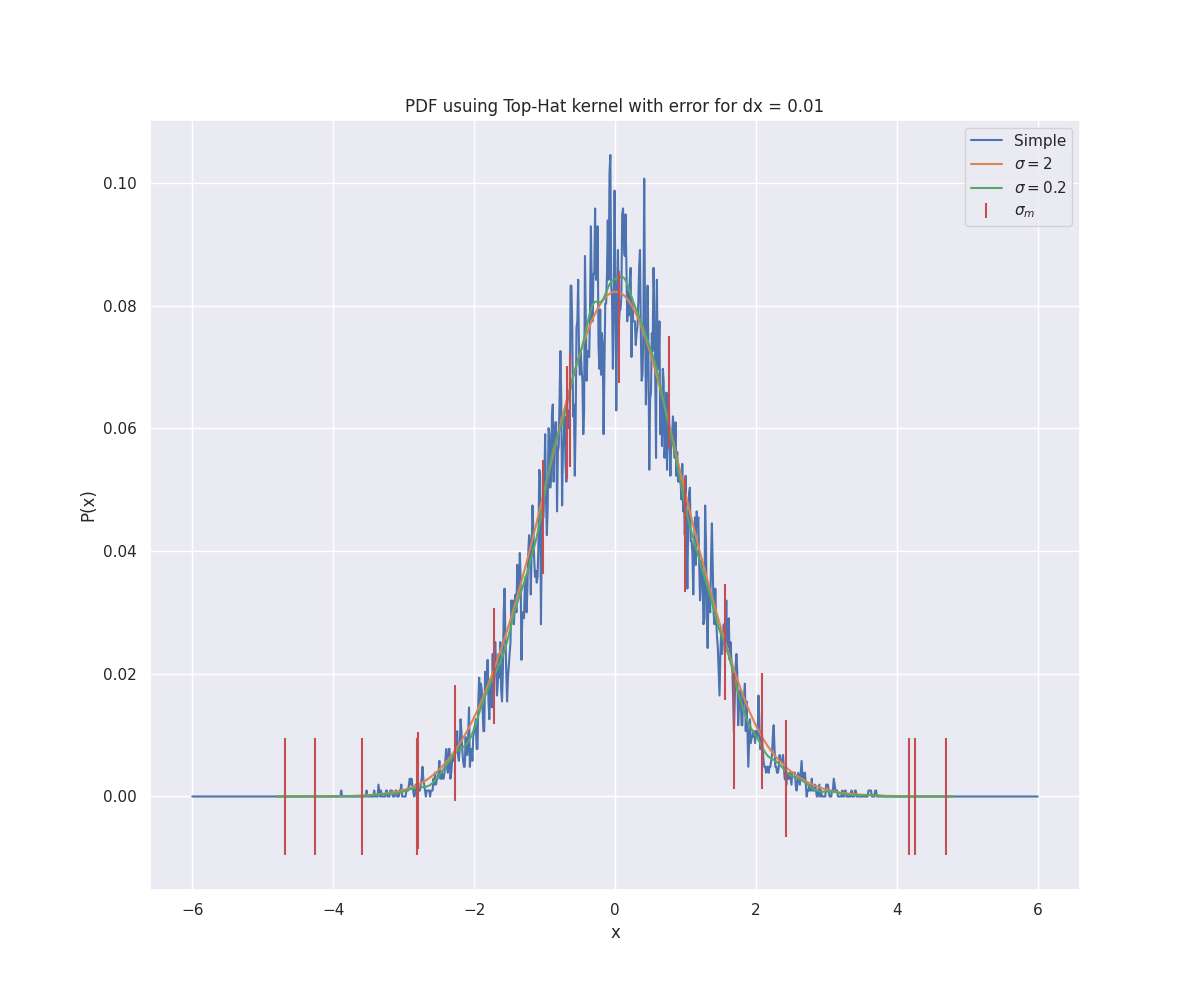 PDF usuing Top-Hat kernel with error for dx = 0.01
Simple
σ = 2
σ = 0.2
σₘ
0.10
0.08
0.06
0.04
0.02
0.00
P(x)
−6
−4
−2
0
2
4
6
x